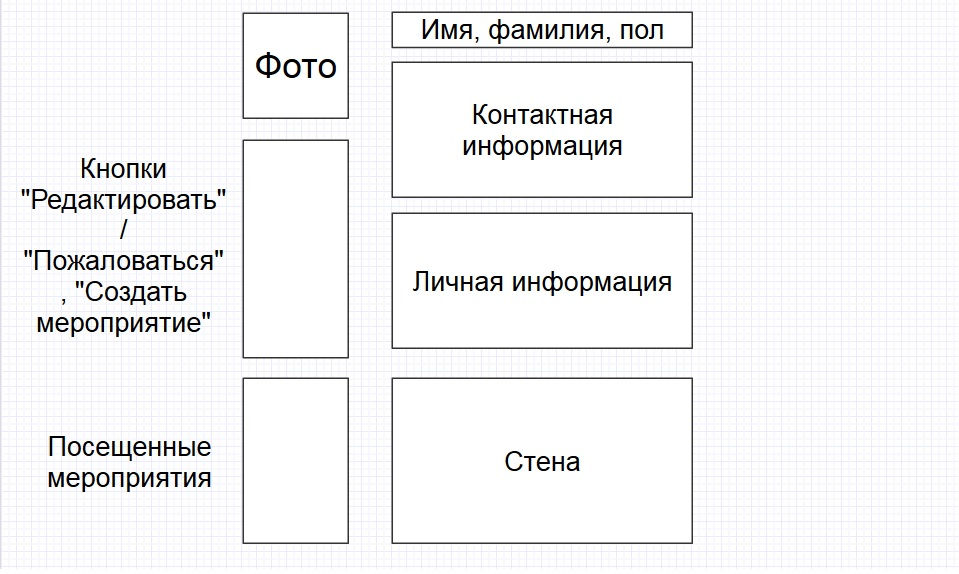 Фото
Имя, фамилия, пол
Контактная
информация
Кнопки
"Редактировать"
/
"Пожаловаться"
, "Создать
мероприятие"
Личная информация
Посещенные
мероприятия
Стена